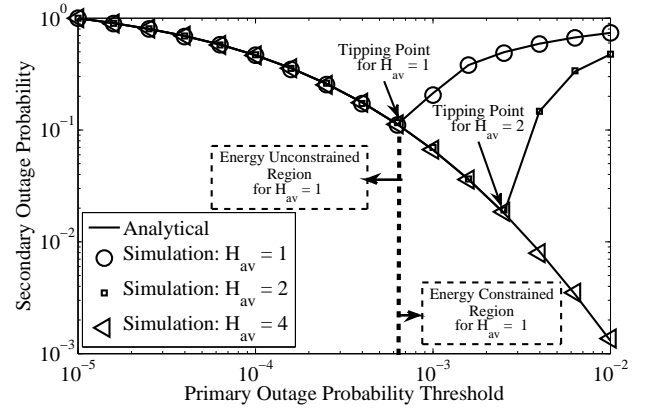 10^0
10^-1
10^-2
10^-3
Secondary Outage Probability
Tipping Point
for H_av = 1
Tipping Point
for H_av = 2
Energy Unconstrained
Region
for H_av = 1
Analytical
Simulation: H_av = 1
Simulation: H_av = 2
Simulation: H_av = 4
Energy Constrained
Region
for H_av = 1
10^-5
10^-4
10^-3
10^-2
Primary Outage Probability Threshold